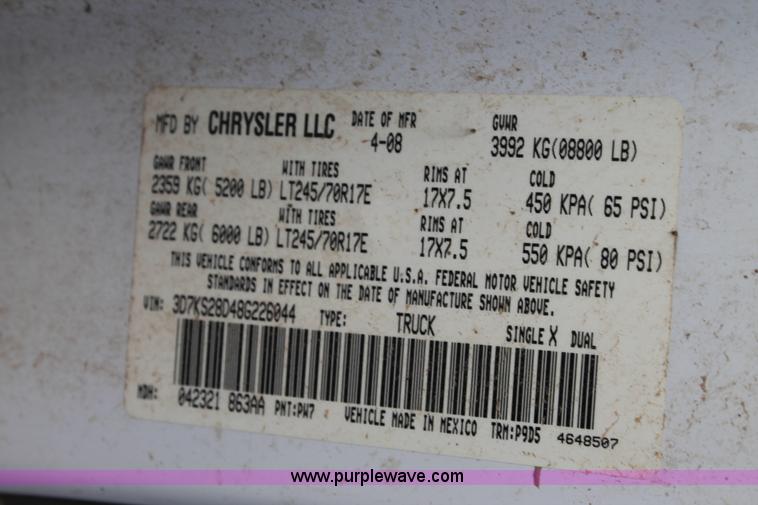 MFD BY CHRYSLER LLC DATE OF MFR GVWR
4-08 3992 KG(08800 LB)
GAWR FRONT WITH TIRES RIMS AT COLD
2359 KG( 5200 LB) LT245/70R17E 17X7.5 450 KPA( 65 PSI)
GAWR REAR WITH TIRES RIMS AT COLD
2722 KG( 6000 LB) LT245/70R17E 17X7.5 550 KPA( 80 PSI)
THIS VEHICLE CONFORMS TO ALL APPLICABLE U.S.A. FEDERAL MOTOR VEHICLE SAFETY
STANDARDS IN EFFECT ON THE DATE OF MANUFACTURE SHOWN ABOVE.
VIN: 3D7KS28D48G226044 TYPE: TRUCK SINGLE X DUAL
MDH: 042321 863AA PNT:PW7 VEHICLE MADE IN MEXICO TRM:P9D5 4648507
www.purplewave.com